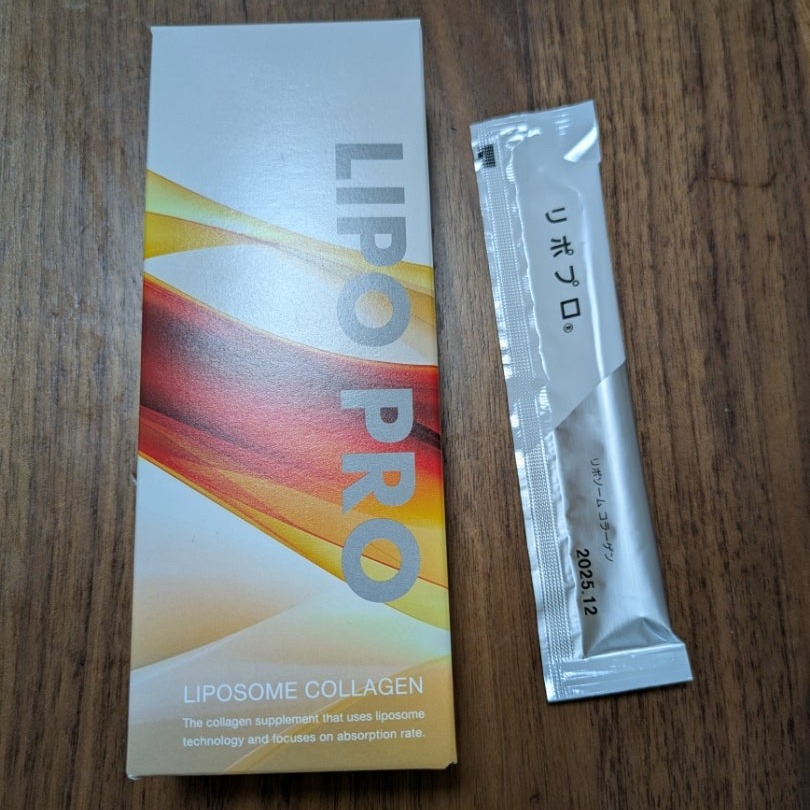 LIPO PRO
LIPOSOME COLLAGEN
The collagen supplement that uses liposome
technology and focuses on absorption rate.
リポプロ®
リポソーム コラーゲン
2025.12